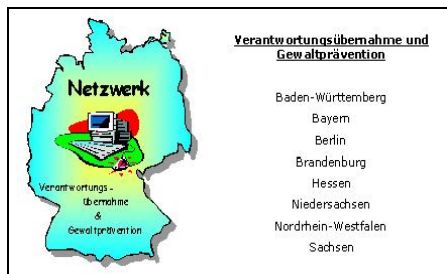 Netzwerk
Verantwortungs -
übernahme
&
Gewaltprävention
Verantwortungsübernahme und
Gewaltprävention
Baden-Württemberg
Bayern
Berlin
Brandenburg
Hessen
Niedersachsen
Nordrhein-Westfalen
Sachsen